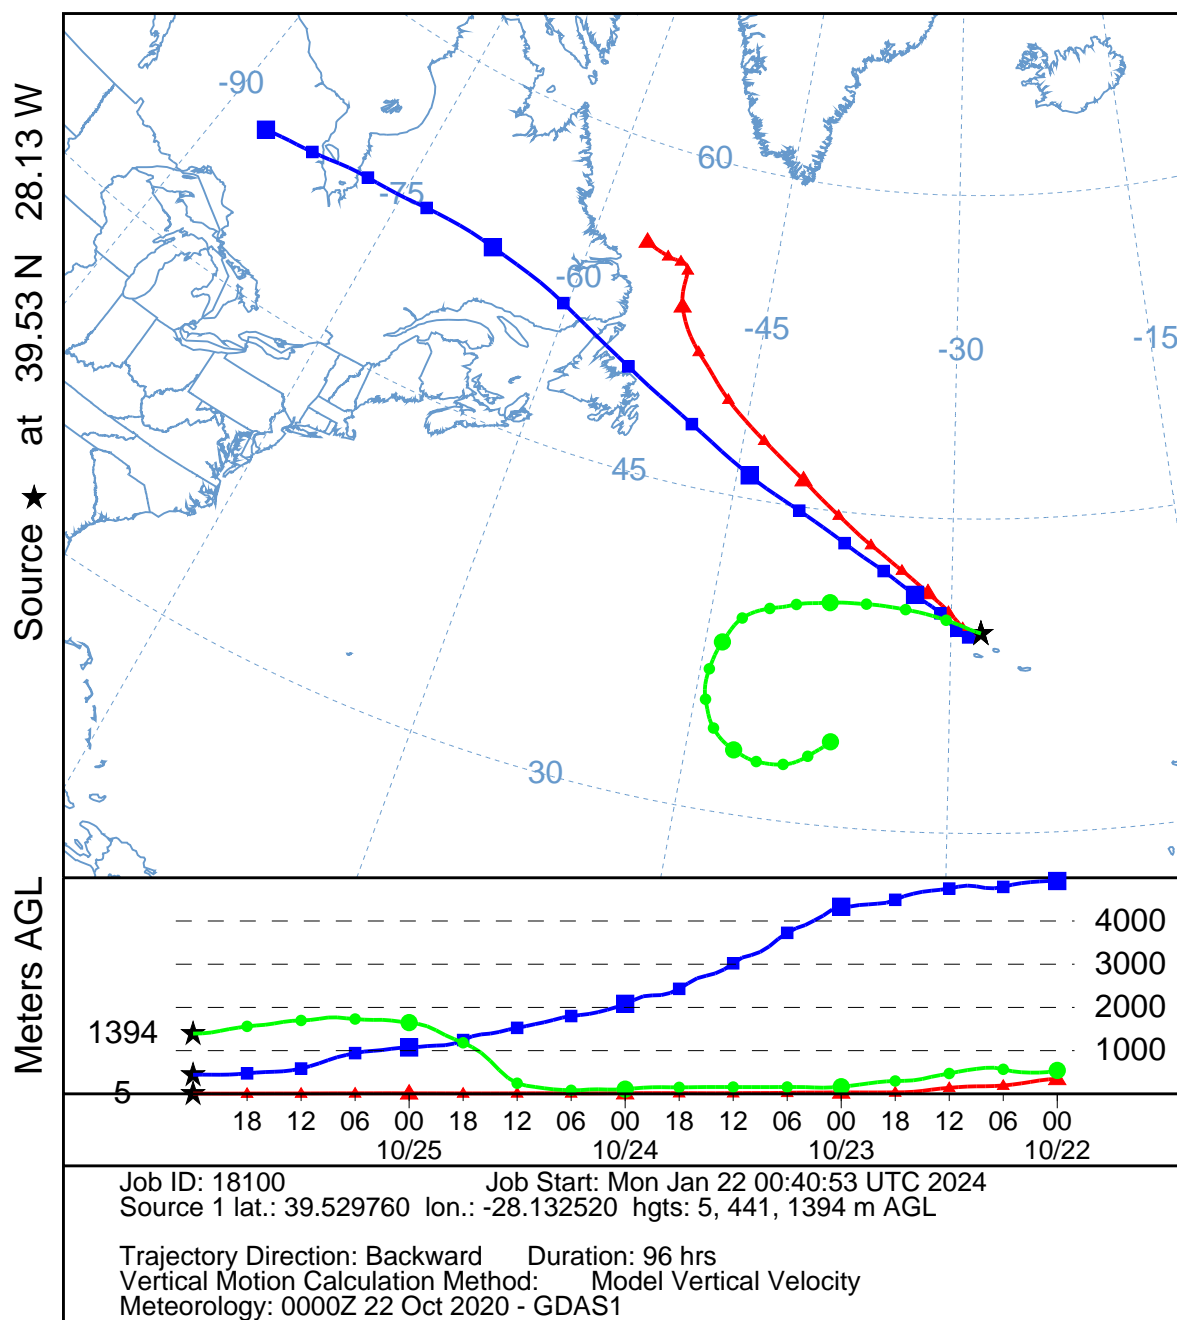 Source ★ at 39.53 N 28.13 W
-90
-75
60
-60
-45
-30
-15
45
30
Meters AGL
4000
3000
2000
1394
1000
5
18 12 06 00 18 12 06 00 18 12 06 00 18 12 06 00
10/25 10/24 10/23 10/22
Job ID: 18100 Job Start: Mon Jan 22 00:40:53 UTC 2024
Source 1 lat.: 39.529760 lon.: -28.132520 hgts: 5, 441, 1394 m AGL
Trajectory Direction: Backward Duration: 96 hrs
Vertical Motion Calculation Method: Model Vertical Velocity
Meteorology: 0000Z 22 Oct 2020 - GDAS1